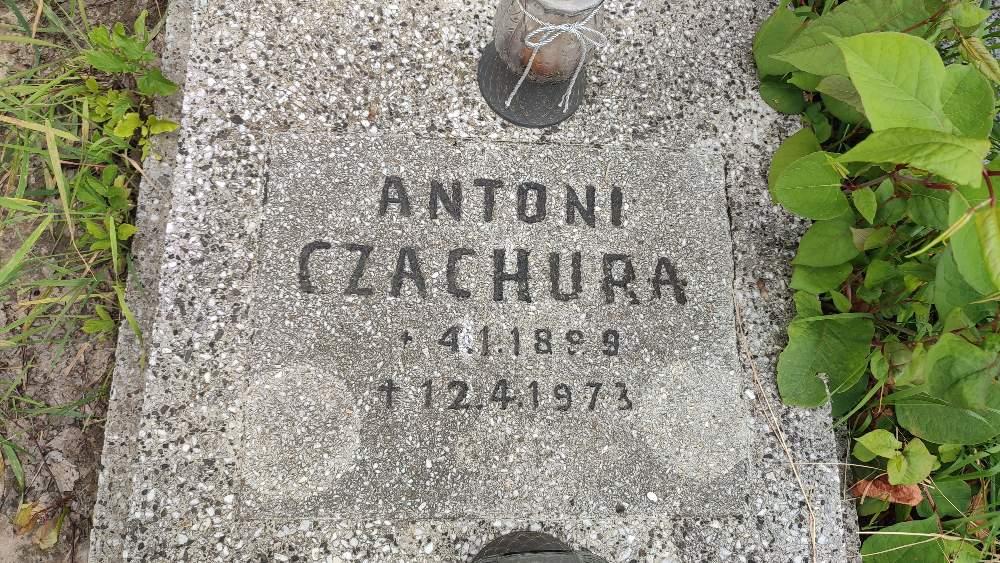 ANTONI
CZACHURA
* 4.1.1899
† 12.4.1973